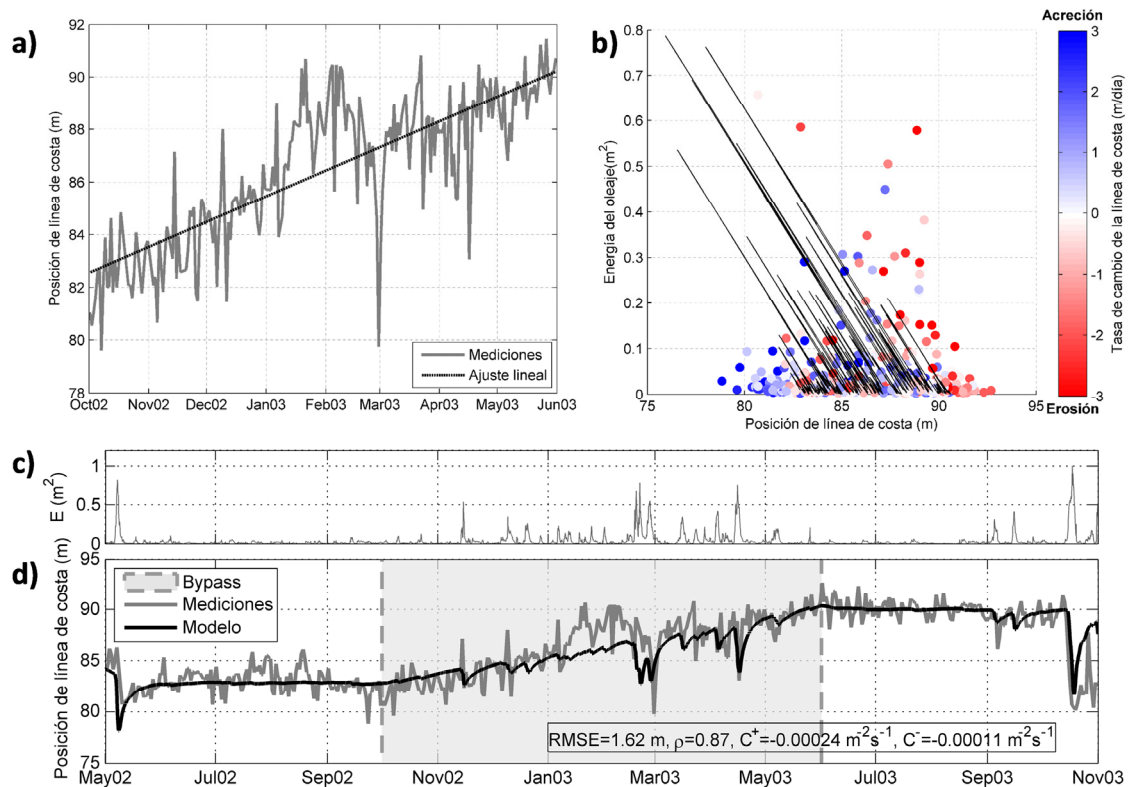 a)
Posición de línea de costa (m)
92
90
88
86
84
82
80
78
Oct02 Nov02 Dec02 Jan03 Feb03 Mar03 Apr03 May03 Jun03
Mediciones
Ajuste lineal
b)
Energía del oleaje(m²)
0.8
0.7
0.6
0.5
0.4
0.3
0.2
0.1
0
75 80 85 90 95
Posición de línea de costa (m)
Acreción
3
2
1
0
-1
-2
-3
Erosión
Tasa de cambio de la línea de costa (m/día)
c)
E (m²)
1
0.5
0
d)
Posición de línea de costa (m)
95
90
85
80
75
Bypass
Mediciones
Modelo
RMSE=1.62 m, ρ=0.87, C⁺=-0.00024 m²s⁻¹, C⁻=-0.00011 m²s⁻¹
May02 Jul02 Sep02 Nov02 Jan03 Mar03 May03 Jul03 Sep03 Nov03